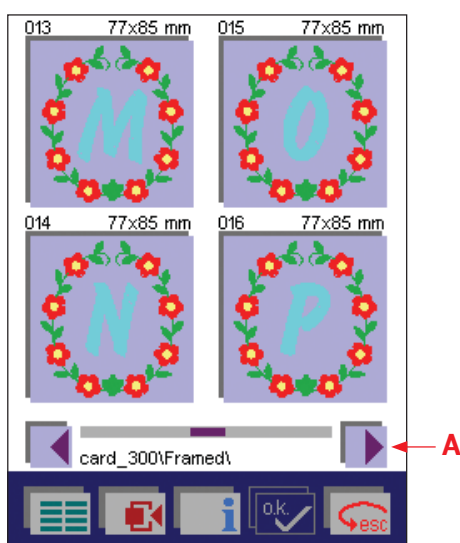 013 77x85 mm 015 77x85 mm
M O
014 77x85 mm 016 77x85 mm
N P
A
card_300\Framed\
i o.k. esc